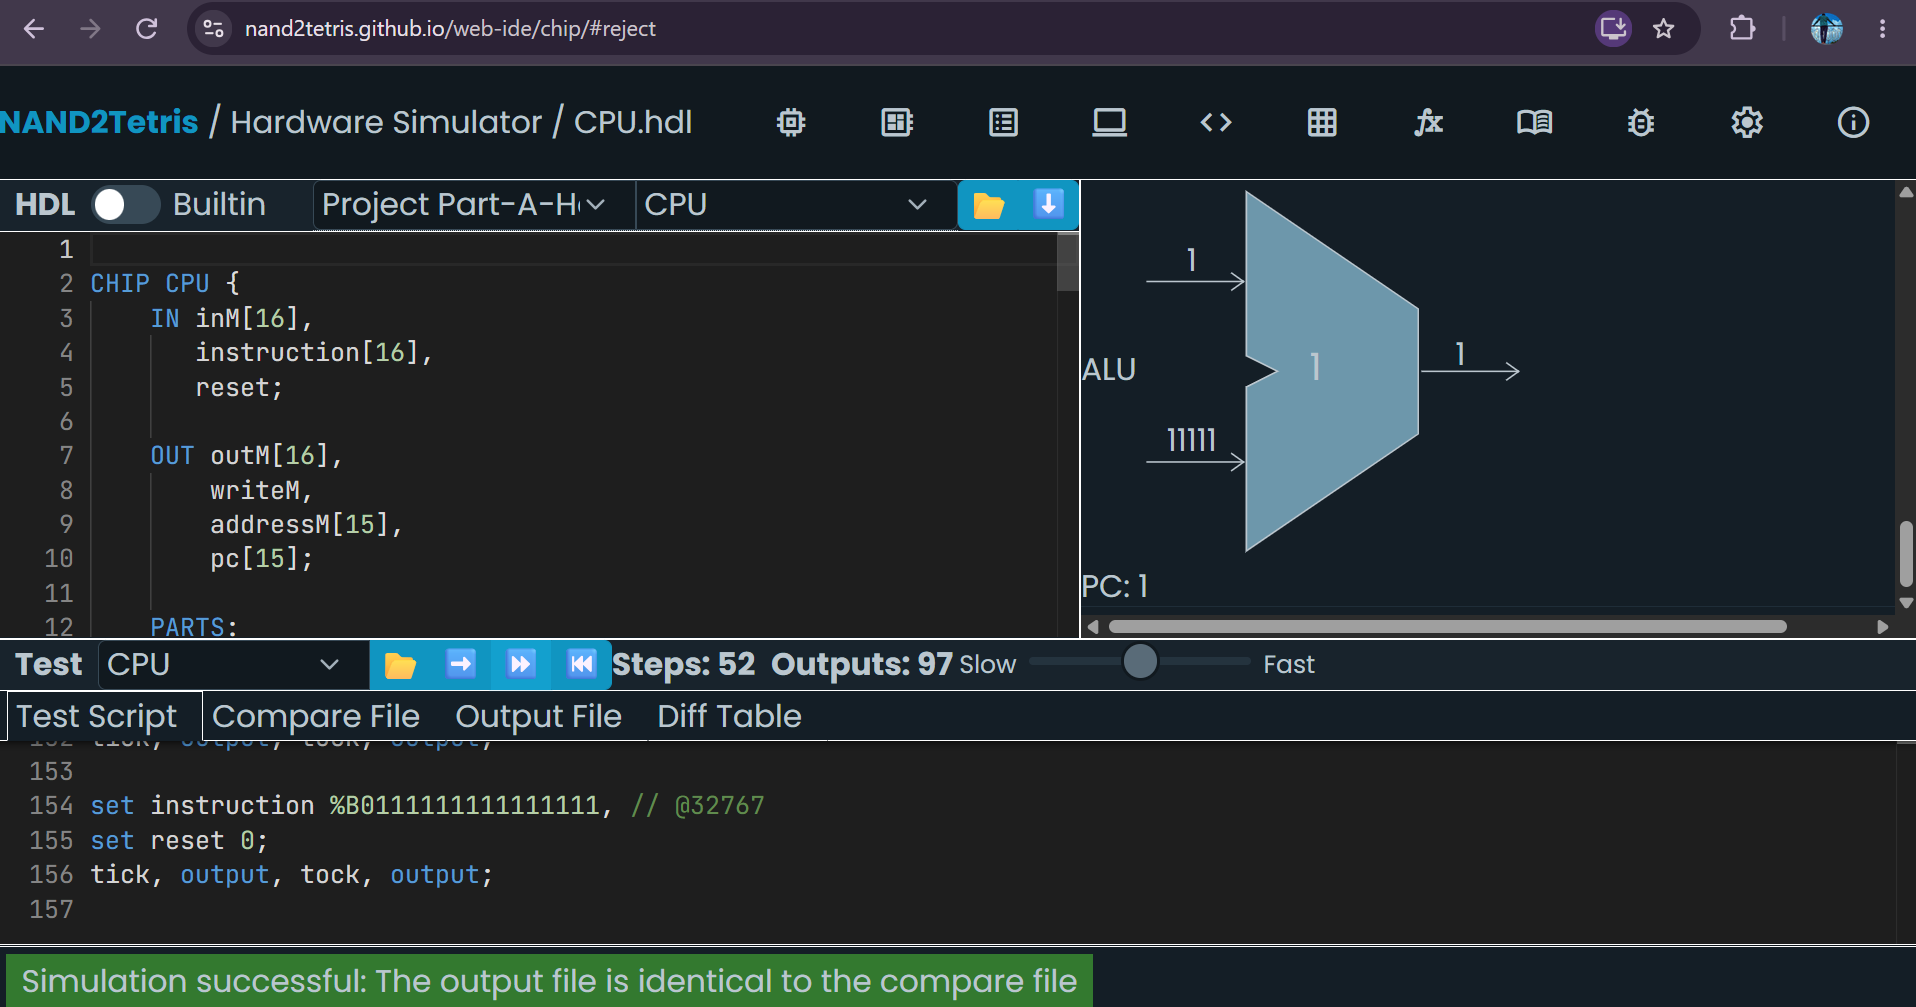 nand2tetris.github.io/web-ide/chip/#reject
NAND2Tetris / Hardware Simulator / CPU.hdl
HDL Builtin Project Part-A-H CPU
1
2 CHIP CPU {
3 IN inM[16],
4 instruction[16],
5 reset;
6
7 OUT outM[16],
8 writeM,
9 addressM[15],
10 pc[15];
11
12 PARTS:
1
ALU 1 1
11111
PC: 1
Test CPU Steps: 52 Outputs: 97 Slow Fast
Test Script Compare File Output File Diff Table
152 tick, output, tock, output;
153
154 set instruction %B0111111111111111, // @32767
155 set reset 0;
156 tick, output, tock, output;
157
Simulation successful: The output file is identical to the compare file